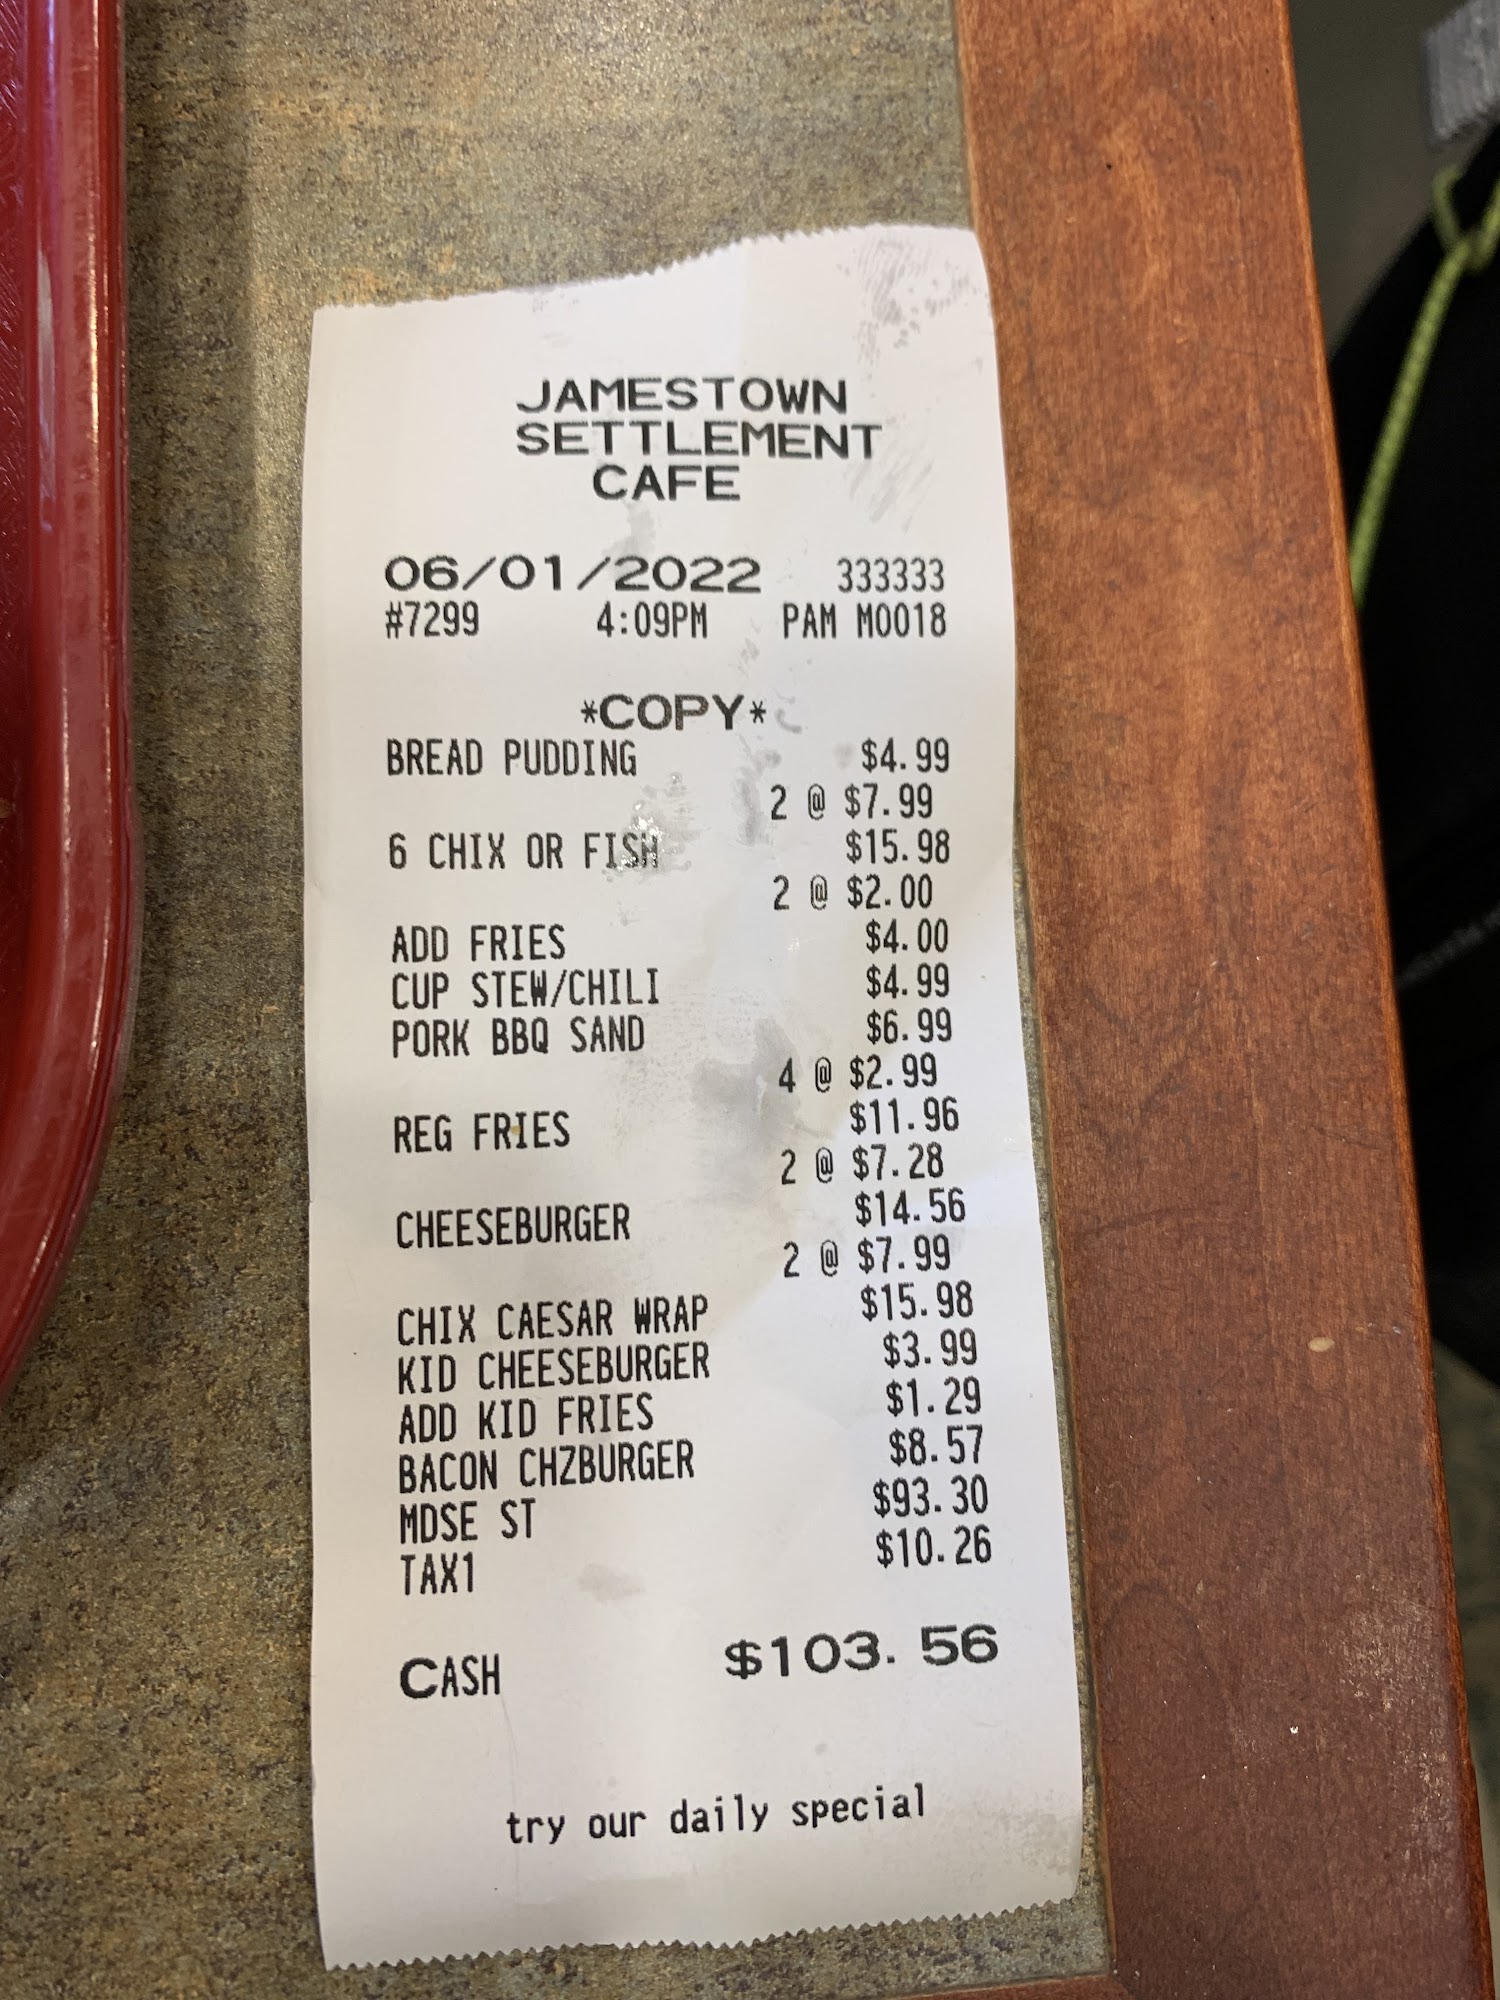 JAMESTOWN
SETTLEMENT
CAFE
06/01/2022 333333
#7299 4:09PM PAM M0018
*COPY*
BREAD PUDDING $4.99
2 @ $7.99
6 CHIX OR FISH $15.98
2 @ $2.00
ADD FRIES $4.00
CUP STEW/CHILI $4.99
PORK BBQ SAND $6.99
4 @ $2.99
REG FRIES $11.96
2 @ $7.28
CHEESEBURGER $14.56
2 @ $7.99
CHIX CAESAR WRAP $15.98
KID CHEESEBURGER $3.99
ADD KID FRIES $1.29
BACON CHZBURGER $8.57
MDSE ST $93.30
TAX1 $10.26
CASH $103.56
try our daily special